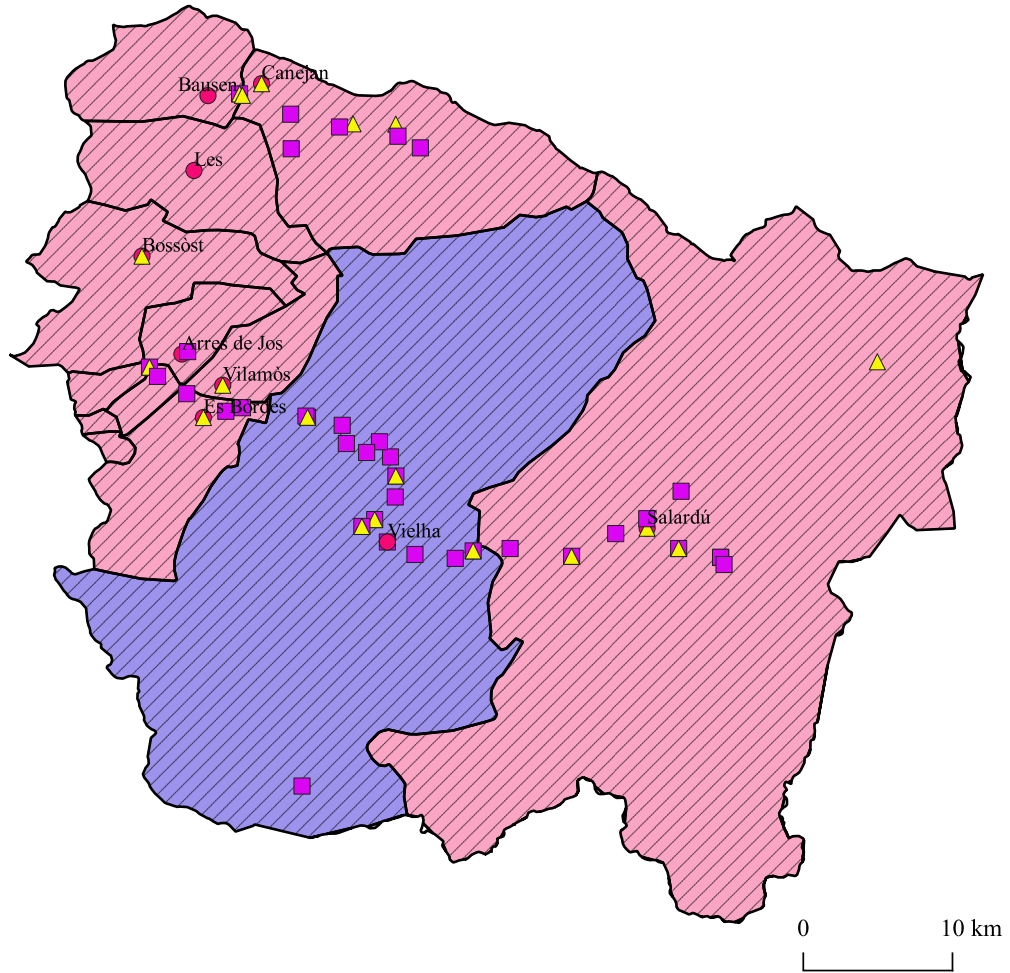 Canejan
Bausen
Les
Bossòst
Arres de Jos
Vilamòs
Es Bòrdes
Salardú
Vielha
0 10 km